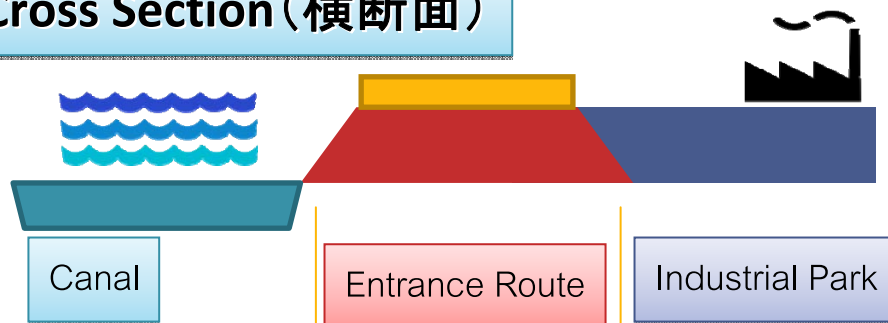 Cross Section（横断面）
Canal
Entrance Route
Industrial Park